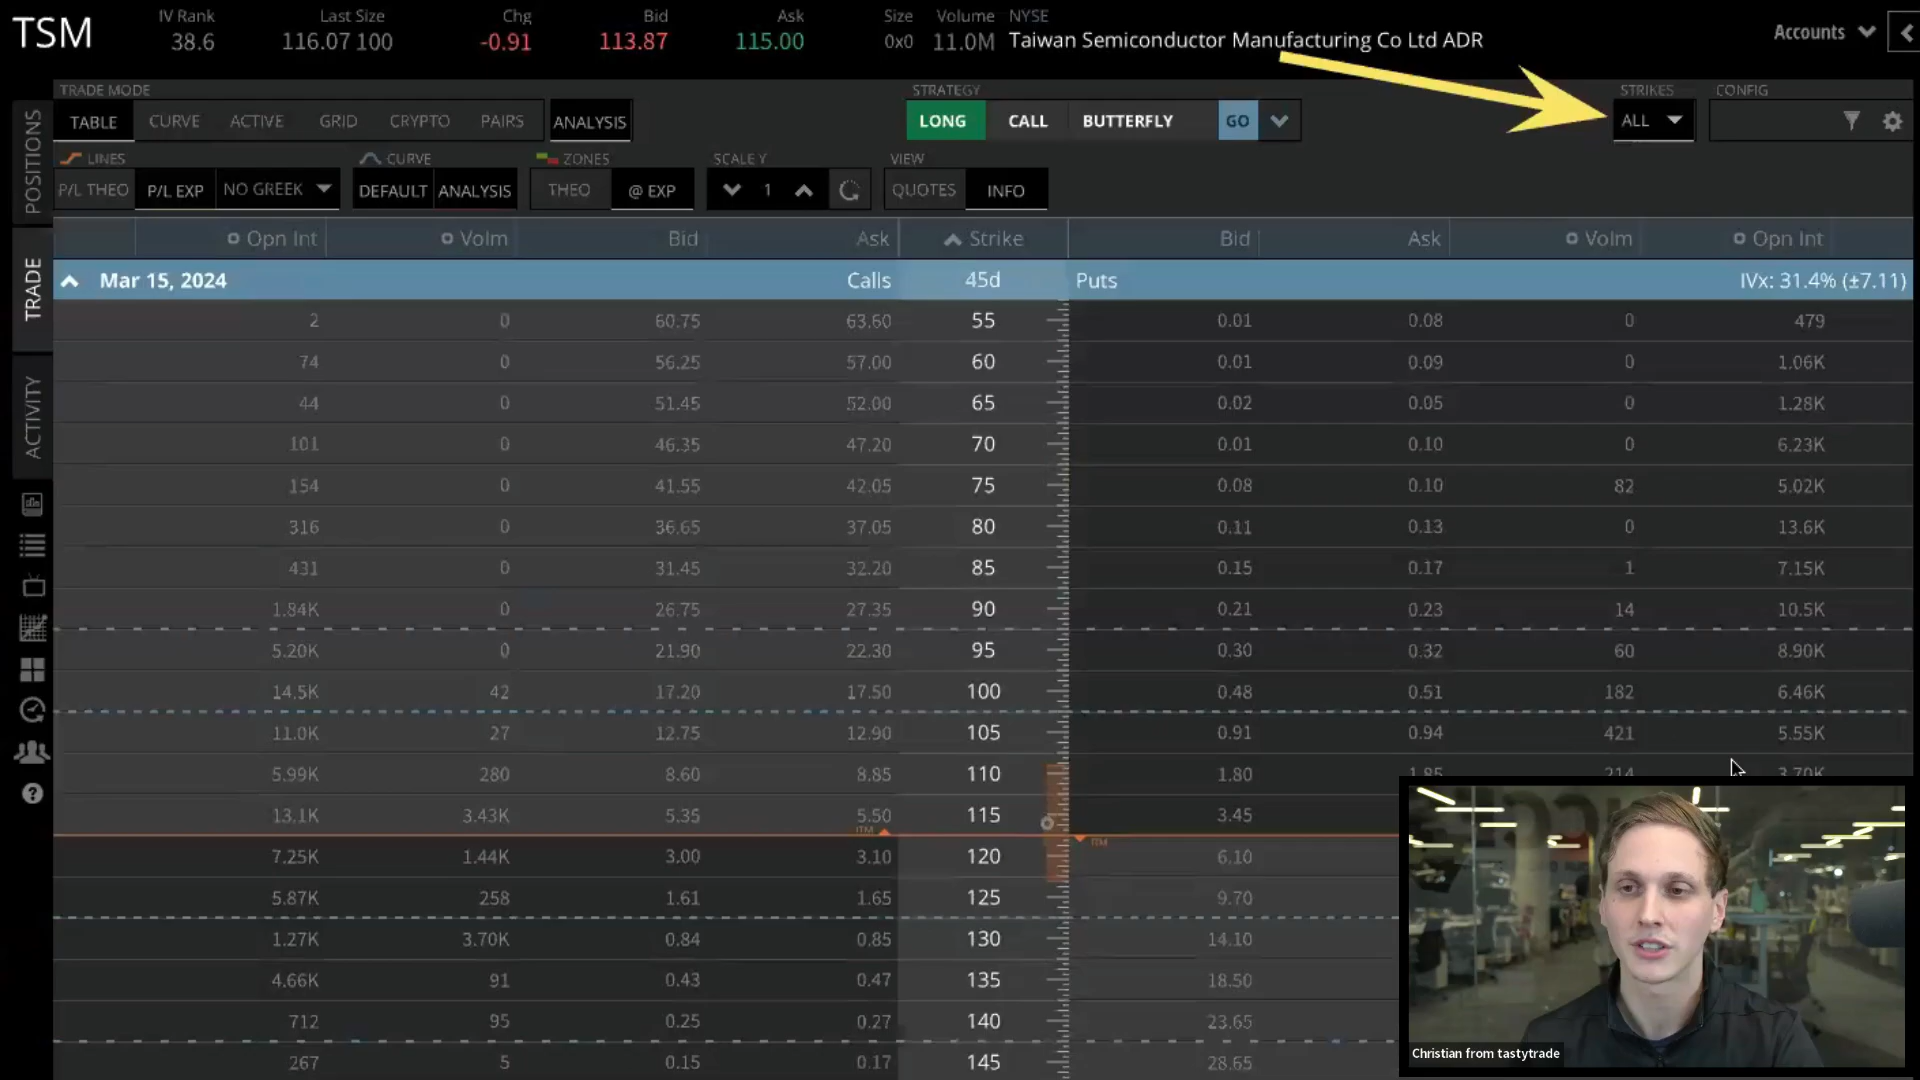 TSM IV Rank 38.6 Last Size 116.07 100 Chg -0.91 Bid 113.87 Ask 115.00 Size 0x0 Volume 11.0M NYSE Taiwan Semiconductor Manufacturing Co Ltd ADR Accounts
TRADE MODE STRATEGY STRIKES CONFIG
TABLE CURVE ACTIVE GRID CRYPTO PAIRS ANALYSIS LONG CALL BUTTERFLY GO ALL
LINES CURVE ZONES SCALE Y VIEW
P/L THEO P/L EXP NO GREEK DEFAULT ANALYSIS THEO @ EXP 1 QUOTES INFO
POSITIONS
TRADE
ACTIVITY
Opn Int Volm Bid Ask Strike Bid Ask Volm Opn Int
Mar 15, 2024 Calls 45d Puts IVx: 31.4% (±7.11)
2 0 60.75 63.60 55 0.01 0.08 0 479
74 0 56.25 57.00 60 0.01 0.09 0 1.06K
44 0 51.45 52.00 65 0.02 0.05 0 1.28K
101 0 46.35 47.20 70 0.01 0.10 0 6.23K
154 0 41.55 42.05 75 0.08 0.10 82 5.02K
316 0 36.65 37.05 80 0.11 0.13 0 13.6K
431 0 31.45 32.20 85 0.15 0.17 1 7.15K
1.84K 0 26.75 27.35 90 0.21 0.23 14 10.5K
5.20K 0 21.90 22.30 95 0.30 0.32 60 8.90K
14.5K 42 17.20 17.50 100 0.48 0.51 182 6.46K
11.0K 27 12.75 12.90 105 0.91 0.94 421 5.55K
5.99K 280 8.60 8.85 110 1.80 1.85 214 3.70K
13.1K 3.43K 5.35 5.50 115 3.45
ITM ITM
7.25K 1.44K 3.00 3.10 120 6.10
5.87K 258 1.61 1.65 125 9.70
1.27K 3.70K 0.84 0.85 130 14.10
4.66K 91 0.43 0.47 135 18.50
712 95 0.25 0.27 140 23.65
267 5 0.15 0.17 145 28.65
Christian from tastytrade